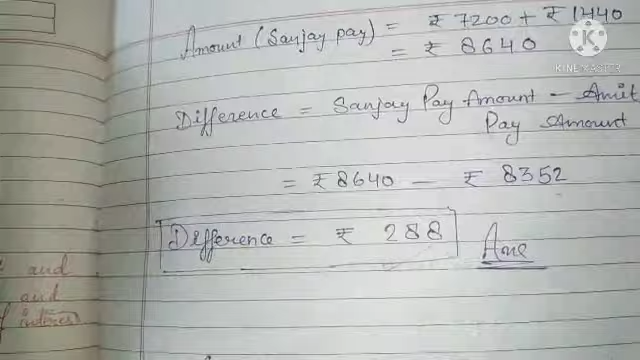 Amount (Sanjay pay) = ₹ 7200 + ₹ 1440
= ₹ 8640
Difference = Sanjay Pay Amount - Amit
Pay Amount
= ₹ 8640 - ₹ 8352
Difference = ₹ 288 Ans
and
and
KINEMASTER